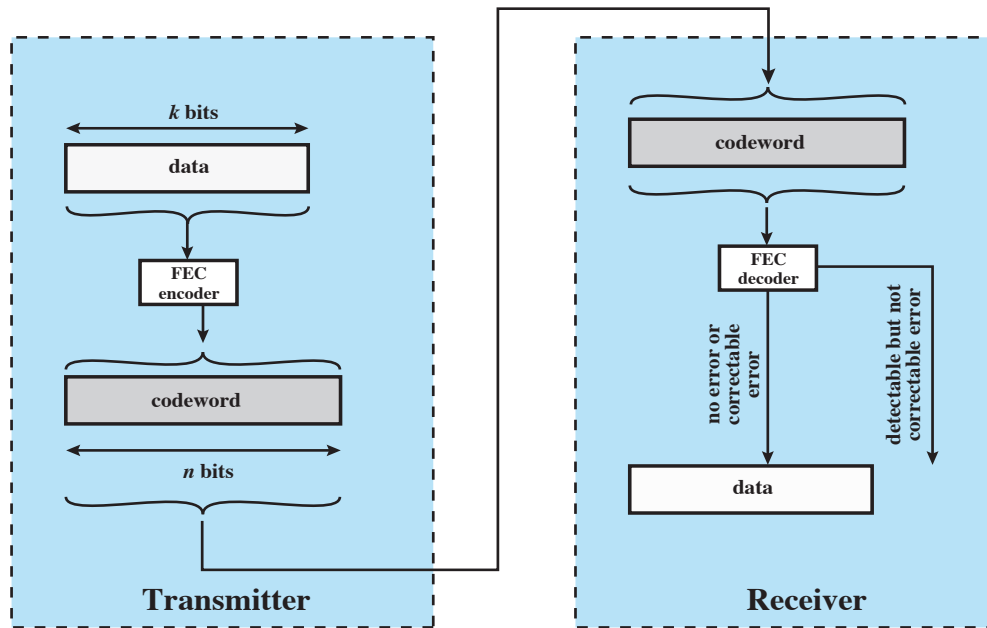 k bits
data
FEC
encoder
codeword
n bits
Transmitter
codeword
FEC
decoder
no error or
correctable
error
detectable but not
correctable error
data
Receiver